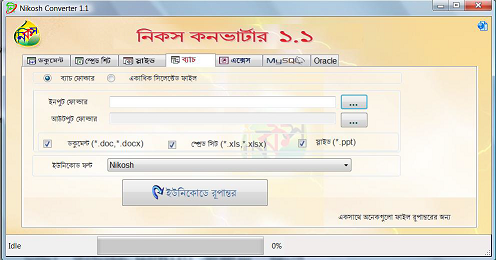 Nikosh Converter 1.1
নিকস
নিকস কনভার্টার ১.১
ডকুমেন্ট স্প্রেড শিট স্লাইড ব্যাচ এক্সেস MySQL Oracle
ব্যাচ ফোল্ডার একাধিক সিলেক্টেড ফাইল
ইনপুট ফোল্ডার ...
আউটপুট ফোল্ডার ...
ডকুমেন্ট (*.doc,*.docx) স্প্রেড সিট (*.xls,*.xlsx) স্লাইড (*.ppt)
ইউনিকোড ফন্ট Nikosh
ইউনিকোডে রূপান্তর
একসাথে অনেকগুলো ফাইল রূপান্তরের জন্য
Idle 0%